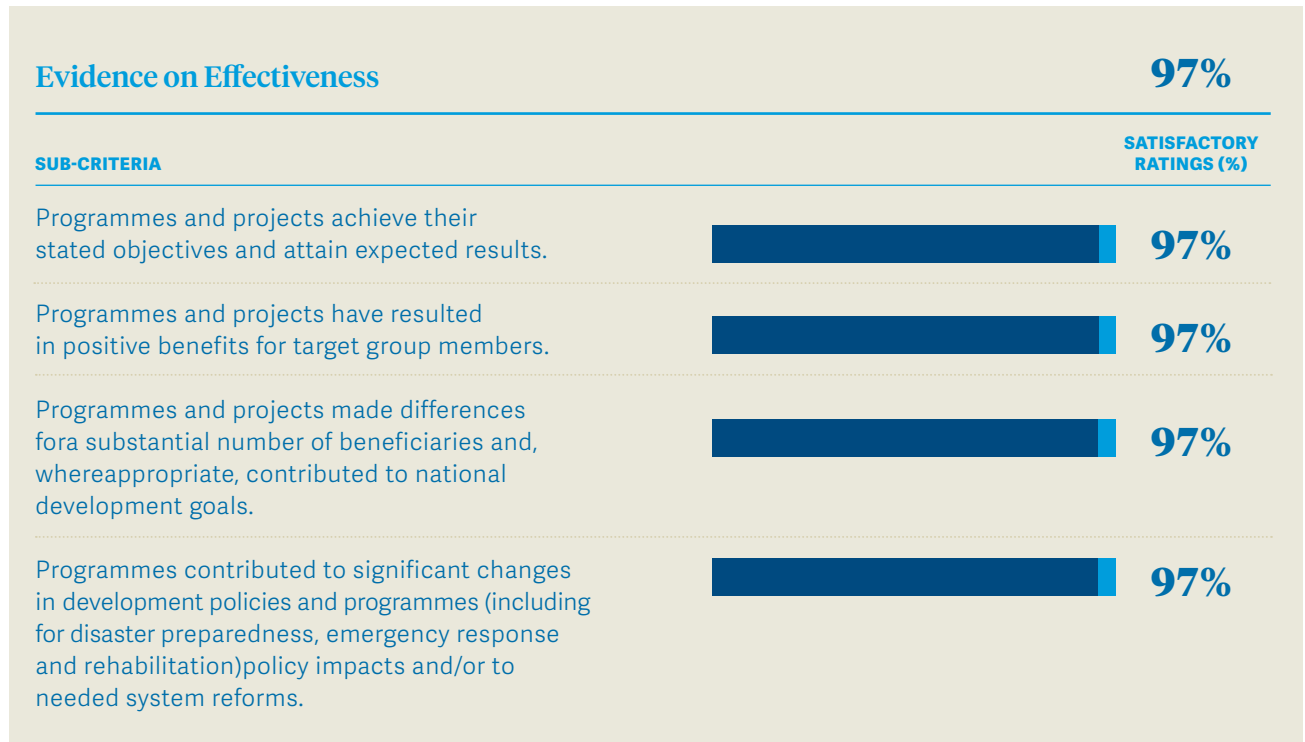 Evidence on Effectiveness 97%
SUB-CRITERIA
SATISFACTORY
RATINGS (%)
Programmes and projects achieve their
stated objectives and attain expected results.
97%
Programmes and projects have resulted
in positive benefits for target group members.
97%
Programmes and projects made differences
fora substantial number of beneficiaries and,
whereappropriate, contributed to national
development goals.
97%
Programmes contributed to significant changes
in development policies and programmes (including
for disaster preparedness, emergency response
and rehabilitation)policy impacts and/or to
needed system reforms.
97%